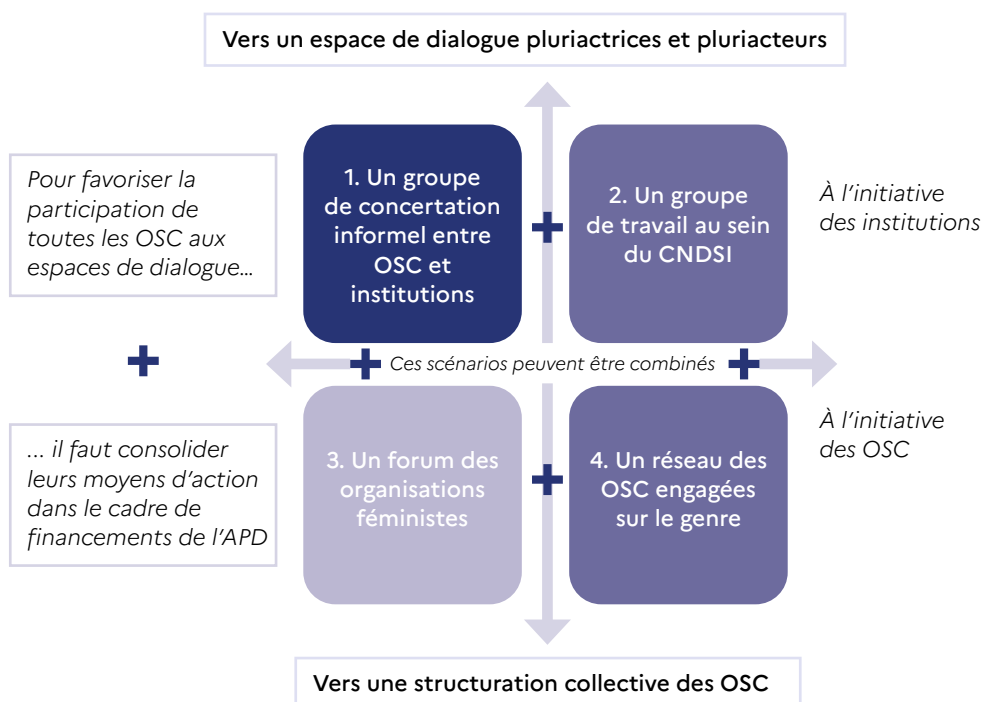 Vers un espace de dialogue pluriactrices et pluriacteurs
Pour favoriser la
participation de
toutes les OSC aux
espaces de dialogue…
1. Un groupe
de concertation
informel entre
OSC et
institutions
2. Un groupe
de travail au sein
du CNDSI
À l’initiative
des institutions
Ces scénarios peuvent être combinés
... il faut consolider
leurs moyens d’action
dans le cadre de
financements de l’APD
3. Un forum des
organisations
féministes
4. Un réseau des
OSC engagées
sur le genre
À l’initiative
des OSC
Vers une structuration collective des OSC